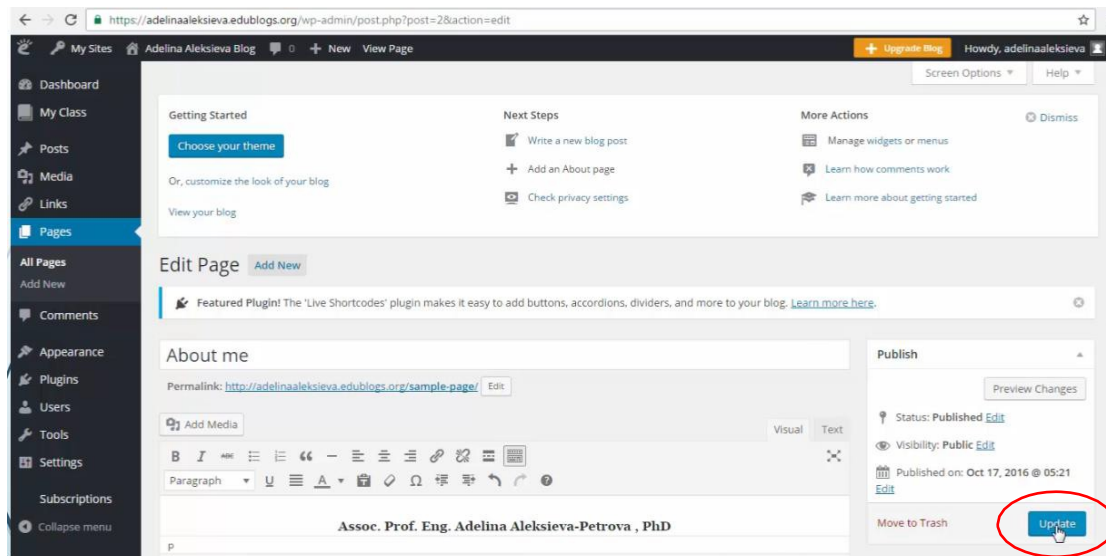 https://adelinaaleksieva.edublogs.org/wp-admin/post.php?post=2&action=edit
My Sites Adelina Aleksieva Blog 0 + New View Page + Upgrade Blog Howdy, adelinaaleksieva
Screen Options Help
Dashboard
My Class
Posts
Media
Links
Pages
All Pages
Add New
Comments
Appearance
Plugins
Users
Tools
Settings
Subscriptions
Collapse menu
Getting Started
Choose your theme
Or, customize the look of your blog
View your blog
Next Steps
Write a new blog post
Add an About page
Check privacy settings
More Actions
Manage widgets or menus
Learn how comments work
Learn more about getting started
Dismiss
Edit Page Add New
Featured Plugin! The 'Live Shortcodes' plugin makes it easy to add buttons, accordions, dividers, and more to your blog. Learn more here.
About me
Permalink: http://adelinaaleksieva.edublogs.org/sample-page/ Edit
Add Media
Visual Text
B I ABC
Paragraph U A Ω
Assoc. Prof. Eng. Adelina Aleksieva-Petrova , PhD
P
Publish
Preview Changes
Status: Published Edit
Visibility: Public Edit
Published on: Oct 17, 2016 @ 05:21
Edit
Move to Trash Update